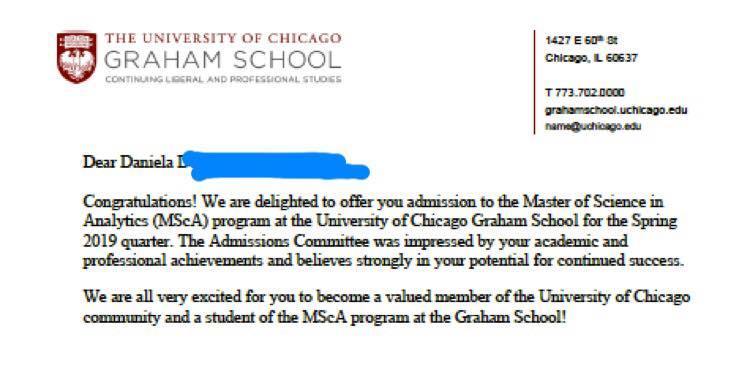 THE UNIVERSITY OF CHICAGO
GRAHAM SCHOOL
CONTINUING LIBERAL AND PROFESSIONAL STUDIES
1427 E 60th St
Chicago, IL 60637
T 773.702.0000
grahamschool.uchicago.edu
name@uchicago.edu
Dear Daniela
Congratulations! We are delighted to offer you admission to the Master of Science in
Analytics (MScA) program at the University of Chicago Graham School for the Spring
2019 quarter. The Admissions Committee was impressed by your academic and
professional achievements and believes strongly in your potential for continued success.
We are all very excited for you to become a valued member of the University of Chicago
community and a student of the MScA program at the Graham School!